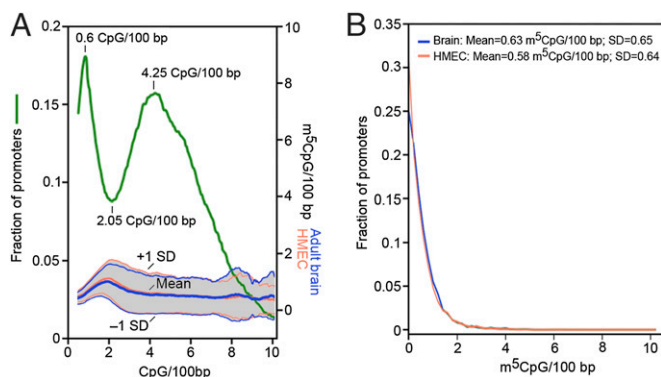 A
0.2
0.15
0.1
0.05
0
Fraction of promoters
0.6 CpG/100 bp
4.25 CpG/100 bp
2.05 CpG/100 bp
+1 SD
Mean
−1 SD
10
8
6
4
2
0
m⁵CpG/100 bp
Adult brain
HMEC
0 2 4 6 8 10
CpG/100bp
B
Brain: Mean=0.63 m⁵CpG/100 bp; SD=0.65
HMEC: Mean=0.58 m⁵CpG/100 bp; SD=0.64
0.35
0.3
0.25
0.2
0.15
0.1
0.05
0
Fraction of promoters
0 2 4 6 8 10
m⁵CpG/100 bp